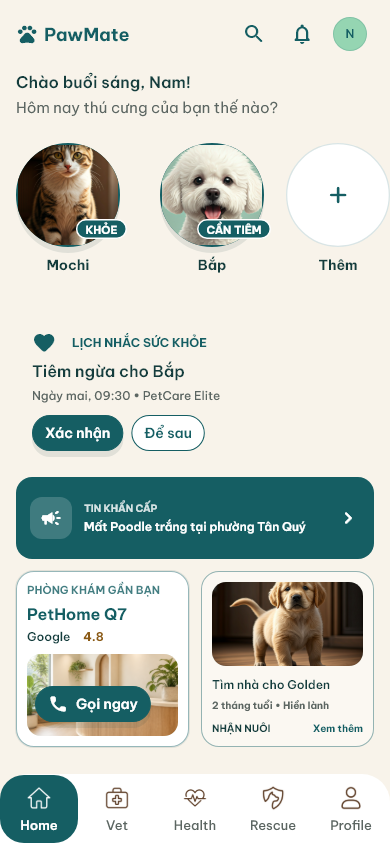 PawMate
N
Chào buổi sáng, Nam!
Hôm nay thú cưng của bạn thế nào?
KHỎE
CẦN TIÊM
Mochi
Bắp
Thêm
LỊCH NHẮC SỨC KHỎE
Tiêm ngừa cho Bắp
Ngày mai, 09:30 • PetCare Elite
Xác nhận
Để sau
TIN KHẨN CẤP
Mất Poodle trắng tại phường Tân Quý
PHÒNG KHÁM GẦN BẠN
PetHome Q7
Google 4.8
Gọi ngay
Tìm nhà cho Golden
2 tháng tuổi • Hiền lành
NHẬN NUÔI
Xem thêm
Home
Vet
Health
Rescue
Profile